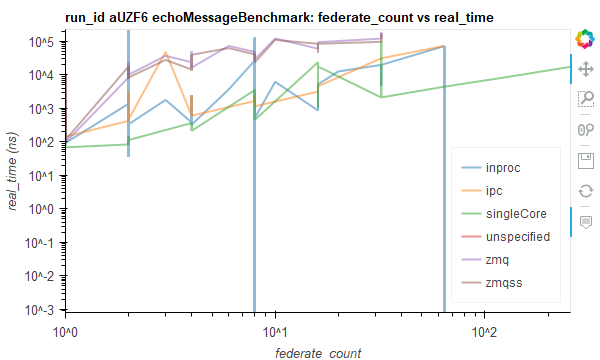 run_id aUZF6 echoMessageBenchmark: federate_count vs real_time
real_time (ns)
10^5
10^4
10^3
10^2
10^1
10^0
10^-1
10^-2
10^-3
10^0
10^1
10^2
federate_count
inproc
ipc
singleCore
unspecified
zmq
zmqss